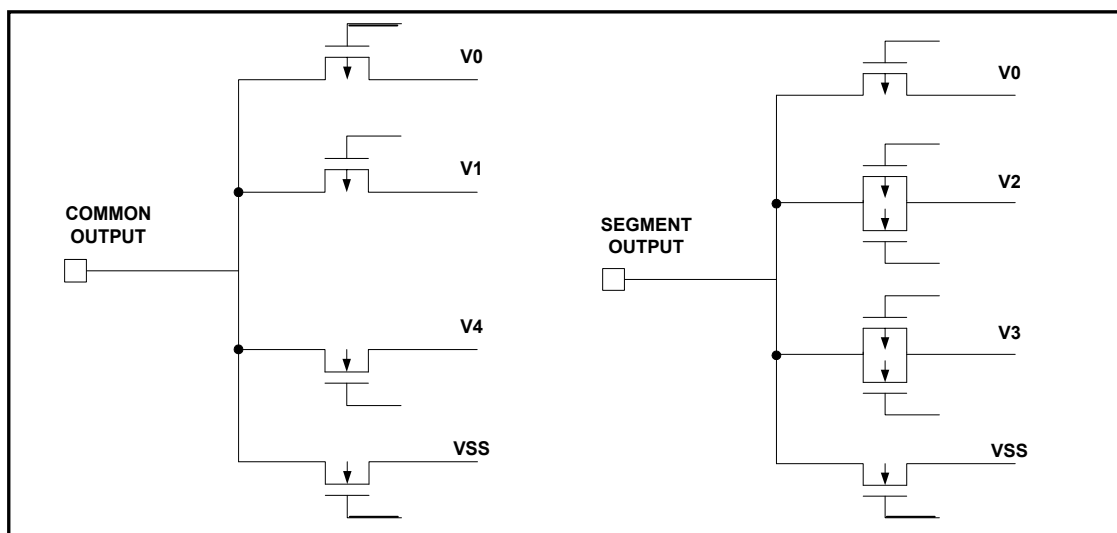 V0
V1
COMMON
OUTPUT
V4
VSS
V0
V2
SEGMENT
OUTPUT
V3
VSS